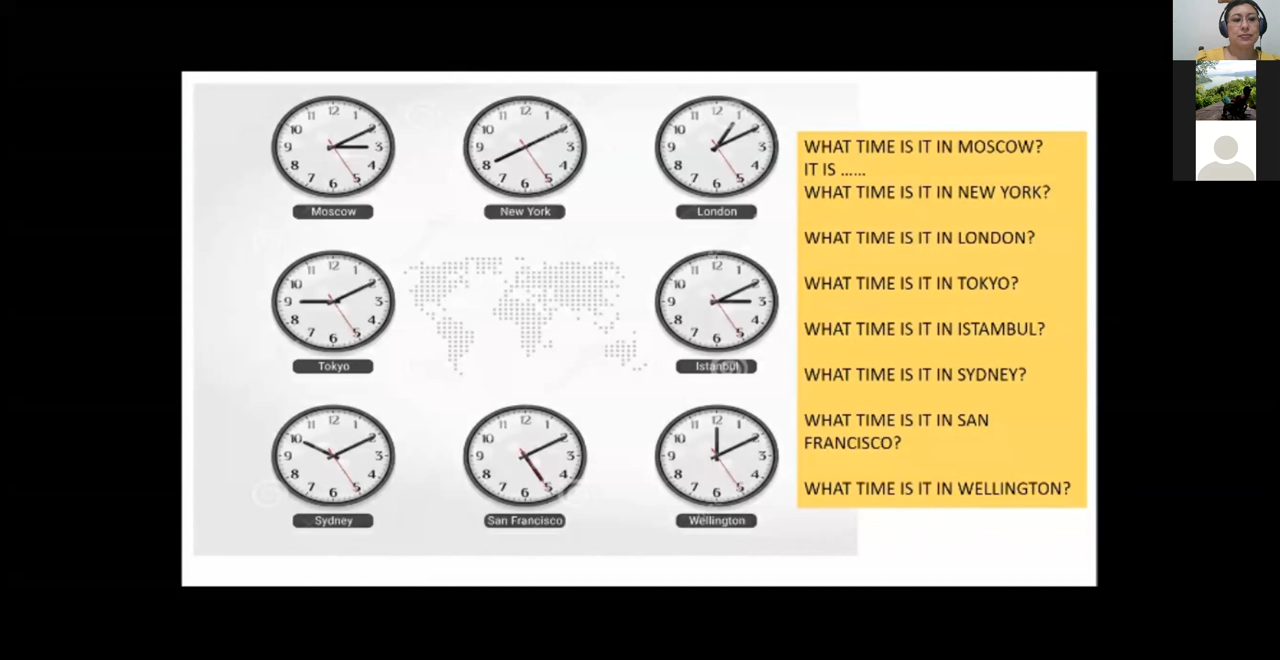 Moscow
New York
London
Tokyo
Istanbul
Sydney
San Francisco
Wellington
WHAT TIME IS IT IN MOSCOW?
IT IS ......
WHAT TIME IS IT IN NEW YORK?
WHAT TIME IS IT IN LONDON?
WHAT TIME IS IT IN TOKYO?
WHAT TIME IS IT IN ISTAMBUL?
WHAT TIME IS IT IN SYDNEY?
WHAT TIME IS IT IN SAN
FRANCISCO?
WHAT TIME IS IT IN WELLINGTON?